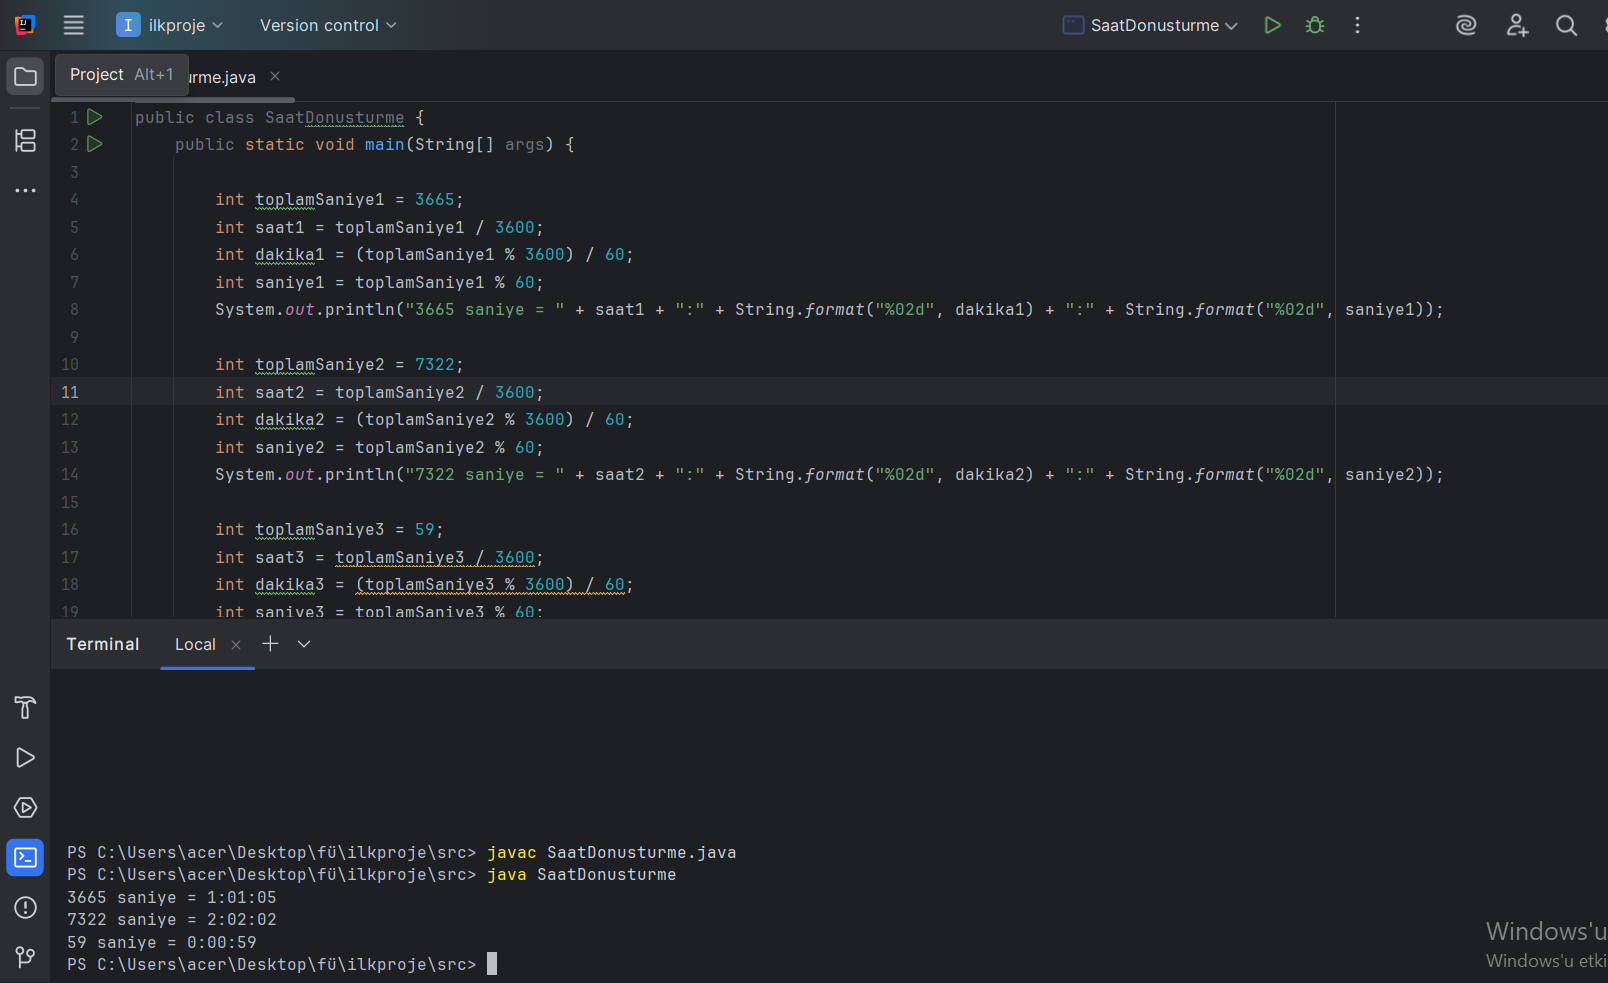 ilkproje
Version control
SaatDonusturme
Project Alt+1
urme.java
1 public class SaatDonusturme {
2 public static void main(String[] args) {
3
4 int toplamSaniye1 = 3665;
5 int saat1 = toplamSaniye1 / 3600;
6 int dakika1 = (toplamSaniye1 % 3600) / 60;
7 int saniye1 = toplamSaniye1 % 60;
8 System.out.println("3665 saniye = " + saat1 + ":" + String.format("%02d", dakika1) + ":" + String.format("%02d", saniye1));
9
10 int toplamSaniye2 = 7322;
11 int saat2 = toplamSaniye2 / 3600;
12 int dakika2 = (toplamSaniye2 % 3600) / 60;
13 int saniye2 = toplamSaniye2 % 60;
14 System.out.println("7322 saniye = " + saat2 + ":" + String.format("%02d", dakika2) + ":" + String.format("%02d", saniye2));
15
16 int toplamSaniye3 = 59;
17 int saat3 = toplamSaniye3 / 3600;
18 int dakika3 = (toplamSaniye3 % 3600) / 60;
19 int saniye3 = toplamSaniye3 % 60;
Terminal Local
PS C:\Users\acer\Desktop\fü\ilkproje\src> javac SaatDonusturme.java
PS C:\Users\acer\Desktop\fü\ilkproje\src> java SaatDonusturme
3665 saniye = 1:01:05
7322 saniye = 2:02:02
59 saniye = 0:00:59
PS C:\Users\acer\Desktop\fü\ilkproje\src>
Windows'u
Windows'u etki